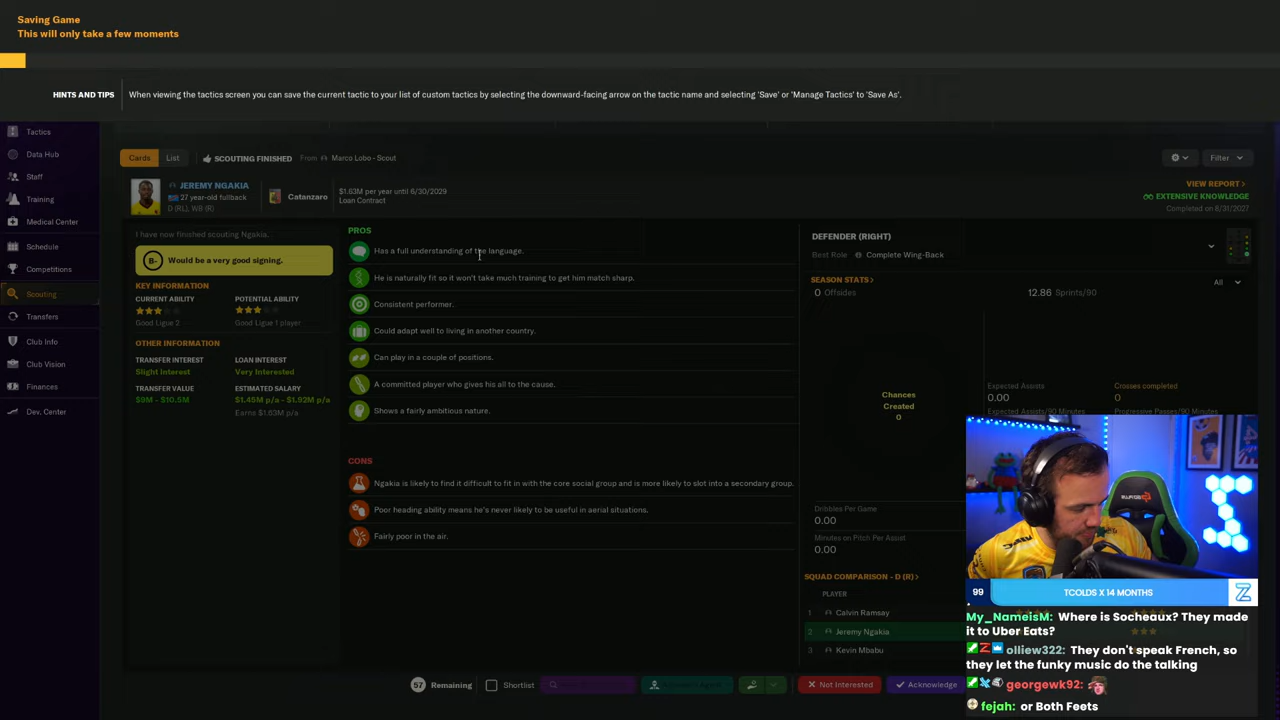 Saving Game
This will only take a few moments
HINTS AND TIPS
When viewing the tactics screen you can save the current tactic to your list of custom tactics by selecting the downward-facing arrow on the tactic name and selecting 'Save' or 'Manage Tactics' to 'Save As'.
Tactics
Data Hub
Staff
Training
Medical Center
Schedule
Competitions
Scouting
Transfers
Club Info
Club Vision
Finances
Dev. Center
Cards List SCOUTING FINISHED From Marco Lobo - Scout
Filter
JEREMY NGAKIA
27 year-old fullback
D (RL), WB (R)
Catanzaro
$1.63M per year until 6/30/2029
Loan Contract
VIEW REPORT >
EXTENSIVE KNOWLEDGE
Completed on 8/31/2027
I have now finished scouting Ngakia.
B- Would be a very good signing.
KEY INFORMATION
CURRENT ABILITY POTENTIAL ABILITY
Good Ligue 2 Good Ligue 1 player
OTHER INFORMATION
TRANSFER INTEREST LOAN INTEREST
Slight Interest Very Interested
TRANSFER VALUE ESTIMATED SALARY
$9M - $10.5M $1.45M p/a - $1.92M p/a
Earns $1.63M p/a
PROS
Has a full understanding of the language.
He is naturally fit so it won't take much training to get him match sharp.
Consistent performer.
Could adapt well to living in another country.
Can play in a couple of positions.
A committed player who gives his all to the cause.
Shows a fairly ambitious nature.
CONS
Ngakia is likely to find it difficult to fit in with the core social group and is more likely to slot into a secondary group.
Poor heading ability means he's never likely to be useful in aerial situations.
Fairly poor in the air.
DEFENDER (RIGHT)
Best Role Complete Wing-Back
SEASON STATS >
All
0 Offsides 12.86 Sprints/90
Chances
Created
0
Expected Assists Crosses completed
0.00 0
Expected Assists/90 Minutes Progressive Passes/90 Minutes
Dribbles Per Game
0.00
Minutes on Pitch Per Assist
0.00
SQUAD COMPARISON - D (R) >
PLAYER
1 Calvin Ramsay
2 Jeremy Ngakia
3 Kevin Mbabu
57 Remaining Shortlist
Not Interested Acknowledge
99 TCOLDS X 14 MONTHS
My_NameisM: Where is Socheaux? They made
it to Uber Eats?
olliew322: They don't speak French, so
they let the funky music do the talking
georgewk92:
fejah: or Both Feets